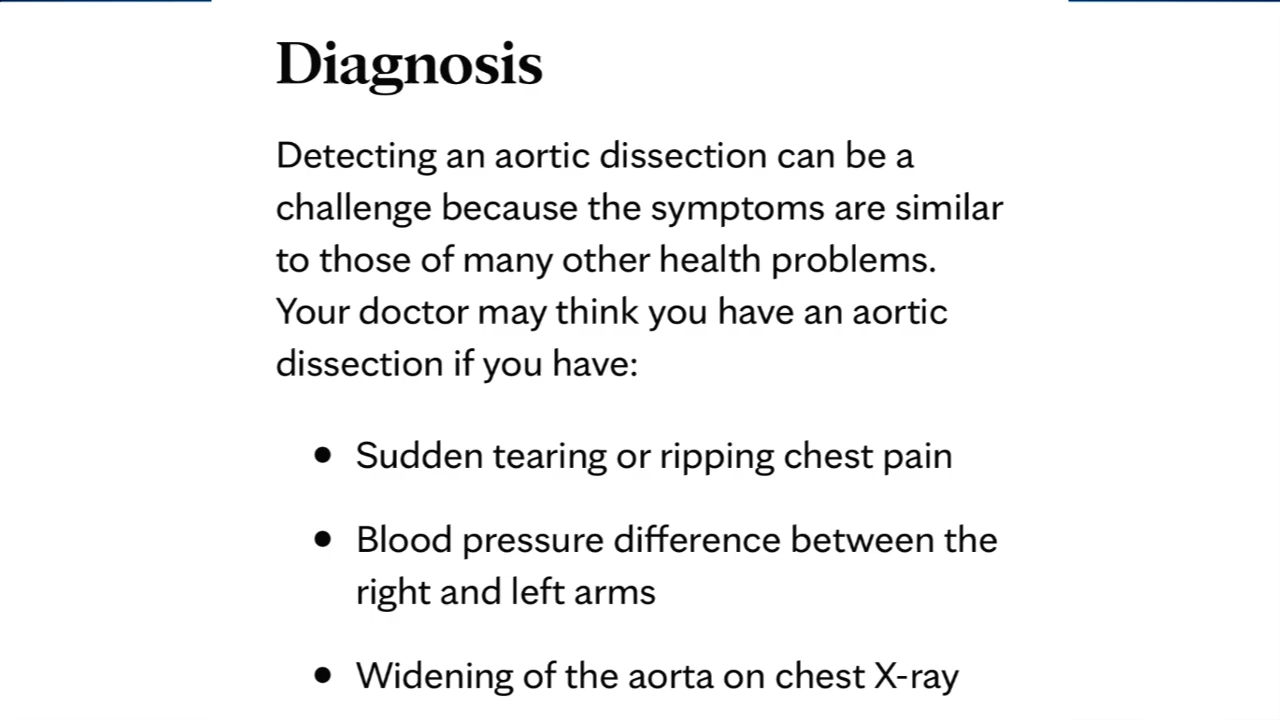 Diagnosis
Detecting an aortic dissection can be a
challenge because the symptoms are similar
to those of many other health problems.
Your doctor may think you have an aortic
dissection if you have:
• Sudden tearing or ripping chest pain
• Blood pressure difference between the
right and left arms
• Widening of the aorta on chest X-ray